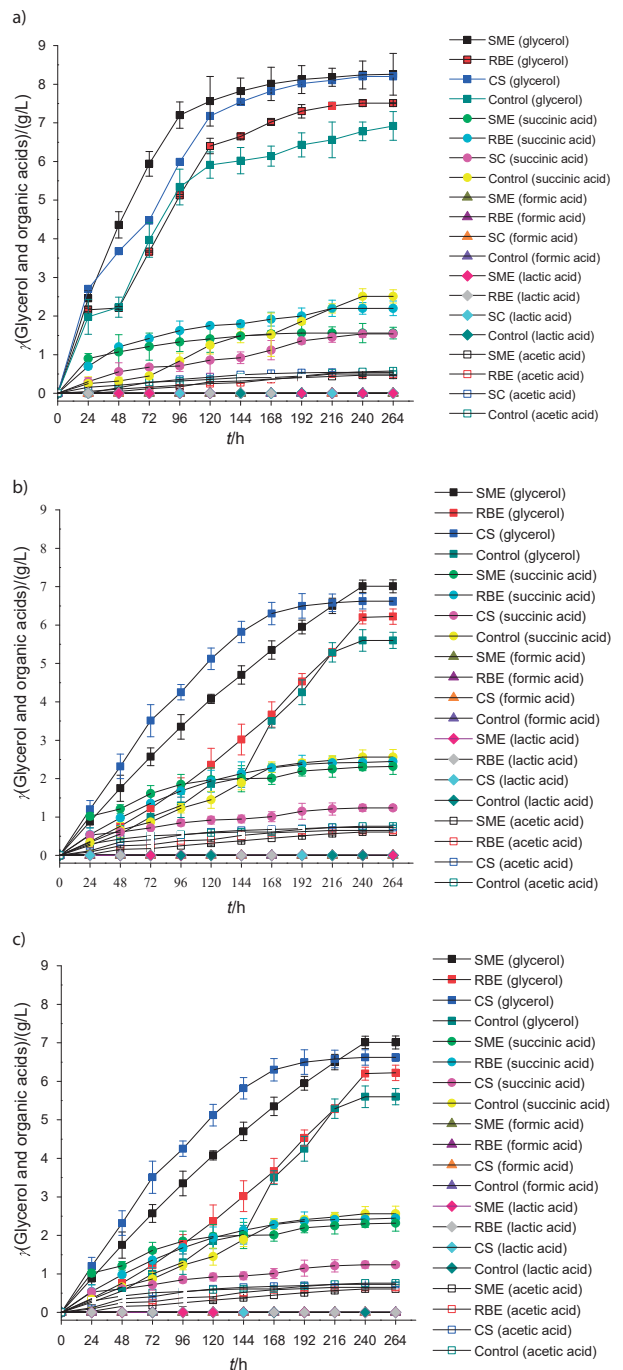 a)
9
8
7
6
5
4
3
2
1
0
γ(Glycerol and organic acids)/(g/L)
0 24 48 72 96 120 144 168 192 216 240 264
t/h
SME (glycerol)
RBE (glycerol)
CS (glycerol)
Control (glycerol)
SME (succinic acid)
RBE (succinic acid)
SC (succinic acid)
Control (succinic acid)
SME (formic acid)
RBE (formic acid)
SC (formic acid)
Control (formic acid)
SME (lactic acid)
RBE (lactic acid)
SC (lactic acid)
Control (lactic acid)
SME (acetic acid)
RBE (acetic acid)
SC (acetic acid)
Control (acetic acid)
b)
9
8
7
6
5
4
3
2
1
0
γ(Glycerol and organic acids)/(g/L)
0 24 48 72 96 120 144 168 192 216 240 264
t/h
SME (glycerol)
RBE (glycerol)
CS (glycerol)
Control (glycerol)
SME (succinic acid)
RBE (succinic acid)
CS (succinic acid)
Control (succinic acid)
SME (formic acid)
RBE (formic acid)
CS (formic acid)
Control (formic acid)
SME (lactic acid)
RBE (lactic acid)
CS (lactic acid)
Control (lactic acid)
SME (acetic acid)
RBE (acetic acid)
CS (acetic acid)
Control (acetic acid)
c)
9
8
7
6
5
4
3
2
1
0
γ(Glycerol and organic acids)/(g/L)
0 24 48 72 96 120 144 168 192 216 240 264
t/h
SME (glycerol)
RBE (glycerol)
CS (glycerol)
Control (glycerol)
SME (succinic acid)
RBE (succinic acid)
CS (succinic acid)
Control (succinic acid)
SME (formic acid)
RBE (formic acid)
CS (formic acid)
Control (formic acid)
SME (lactic acid)
RBE (lactic acid)
CS (lactic acid)
Control (lactic acid)
SME (acetic acid)
RBE (acetic acid)
CS (acetic acid)
Control (acetic acid)